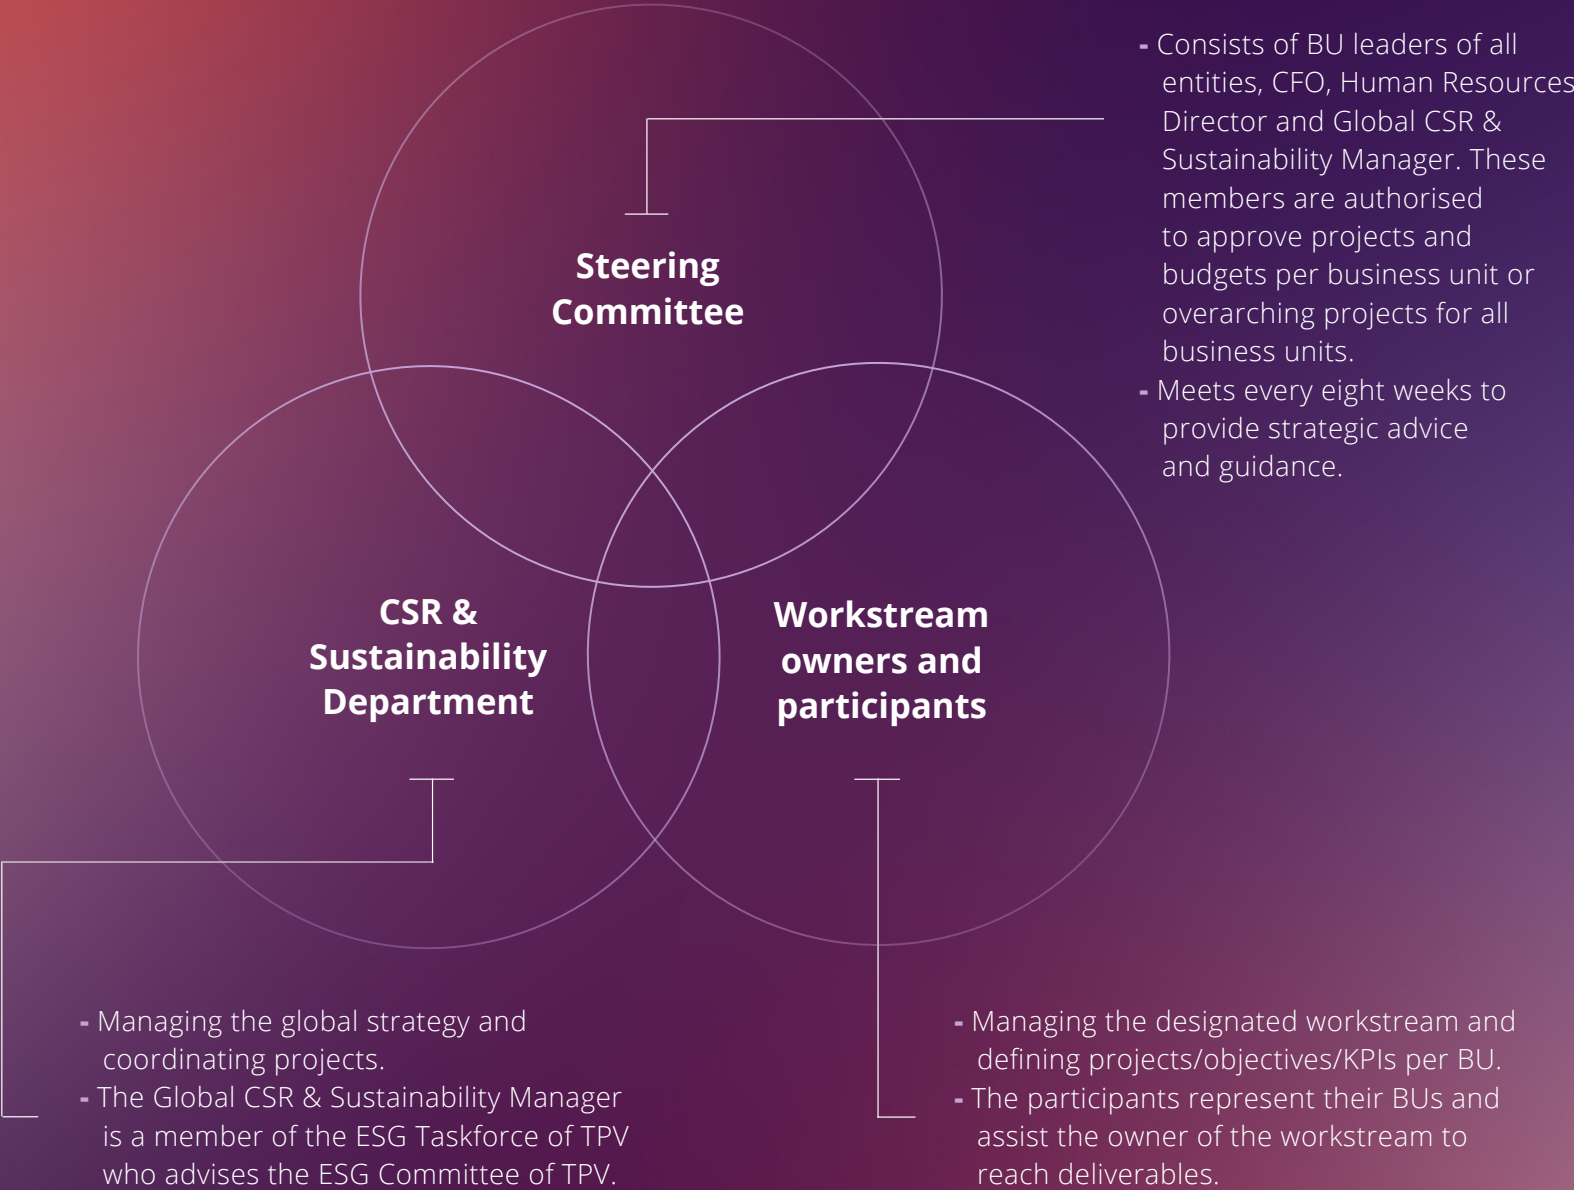 - Consists of BU leaders of all
entities, CFO, Human Resources
Director and Global CSR &
Sustainability Manager. These
members are authorised
to approve projects and
budgets per business unit or
overarching projects for all
business units.
- Meets every eight weeks to
provide strategic advice
and guidance.
Steering
Committee
CSR &
Sustainability
Department
Workstream
owners and
participants
- Managing the global strategy and
coordinating projects.
- The Global CSR & Sustainability Manager
is a member of the ESG Taskforce of TPV
who advises the ESG Committee of TPV.
- Managing the designated workstream and
defining projects/objectives/KPIs per BU.
- The participants represent their BUs and
assist the owner of the workstream to
reach deliverables.